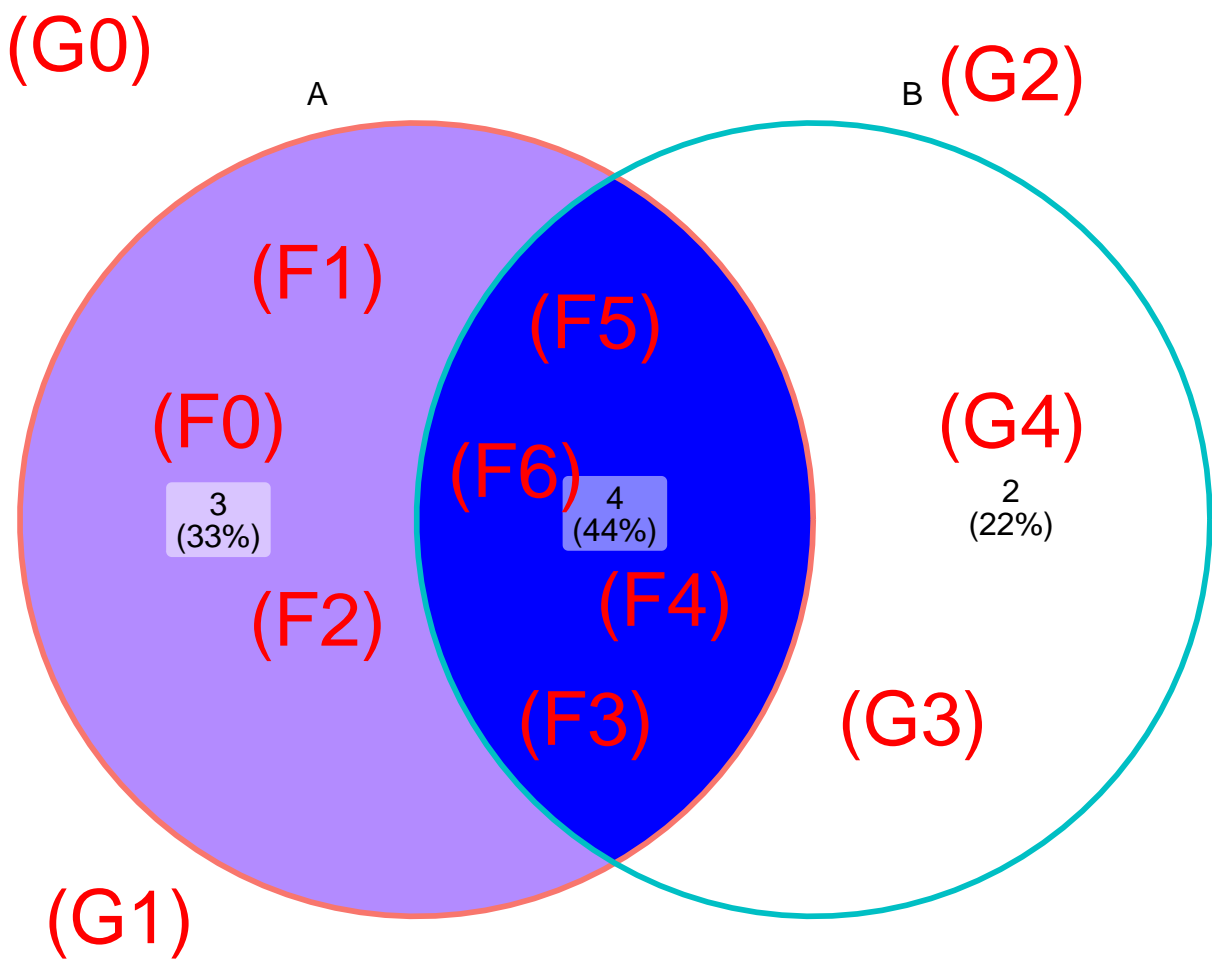 (G0)
A
B
(G2)
(F1)
(F5)
(F0)
(G4)
(F6)
3
(33%)
4
(44%)
2
(22%)
(F2)
(F4)
(F3)
(G3)
(G1)